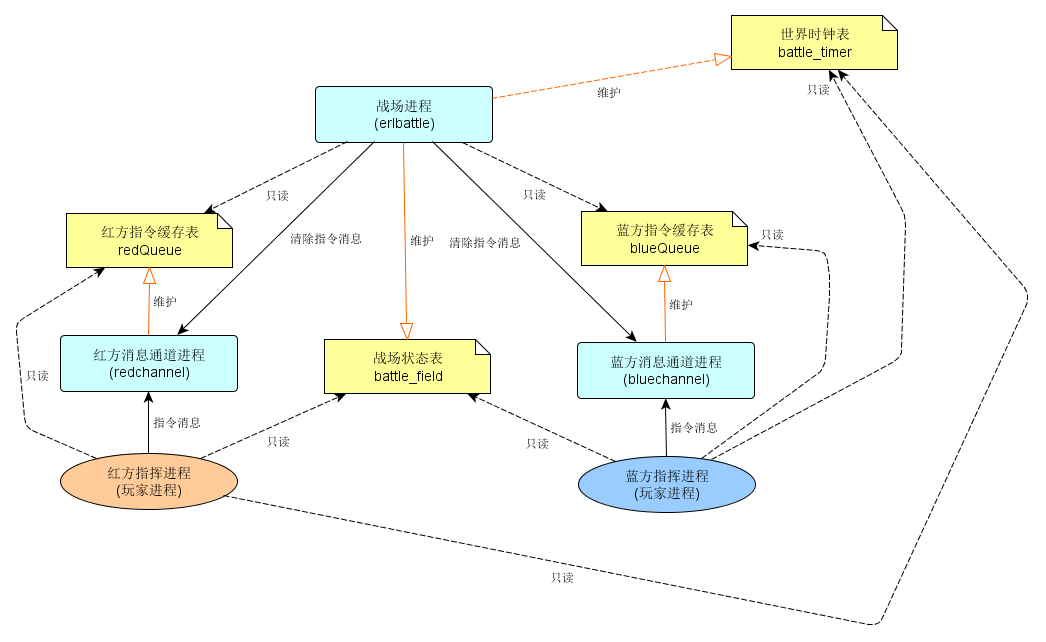 世界时钟表
battle_timer
维护
只读
战场进程
(erlbattle)
只读
只读
红方指令缓存表
redQueue
清除指令消息
维护
清除指令消息
蓝方指令缓存表
blueQueue
只读
维护
维护
红方消息通道进程
(redchannel)
战场状态表
battle_field
蓝方消息通道进程
(bluechannel)
只读
指令消息
只读
只读
指令消息
红方指挥进程
(玩家进程)
蓝方指挥进程
(玩家进程)
只读